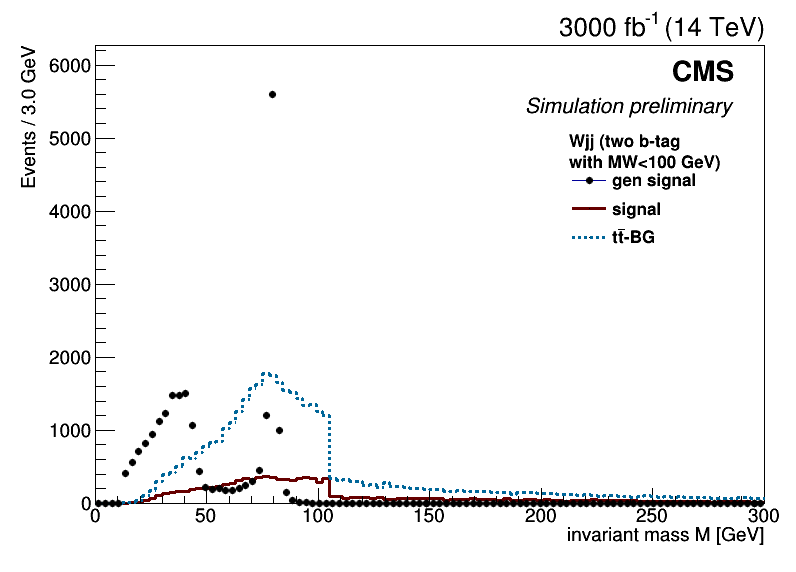 3000 fb⁻¹ (14 TeV)
Events / 3.0 GeV
6000
5000
4000
3000
2000
1000
0
CMS
Simulation preliminary
Wjj (two b-tag
with MW<100 GeV)
gen signal
signal
tt̄-BG
0 50 100 150 200 250 300
invariant mass M [GeV]